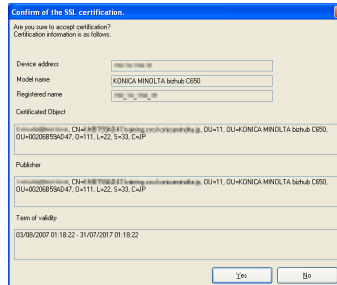 Confirm of the SSL certification.
Are you sure to accept certification?
Certification information is as follows.
Device address
Model name
KONICA MINOLTA bizhub C650
Registered name
Certificated Object
CN=
OU=11, OU=KONICA MINOLTA bizhub C650,
OU=00206B59AD47, O=111, L=22, S=33, C=JP
Publisher
CN=
OU=11, OU=KONICA MINOLTA bizhub C650,
OU=00206B59AD47, O=111, L=22, S=33, C=JP
Term of validity
03/08/2007 01:18:22 - 31/07/2017 01:18:22
Yes
No